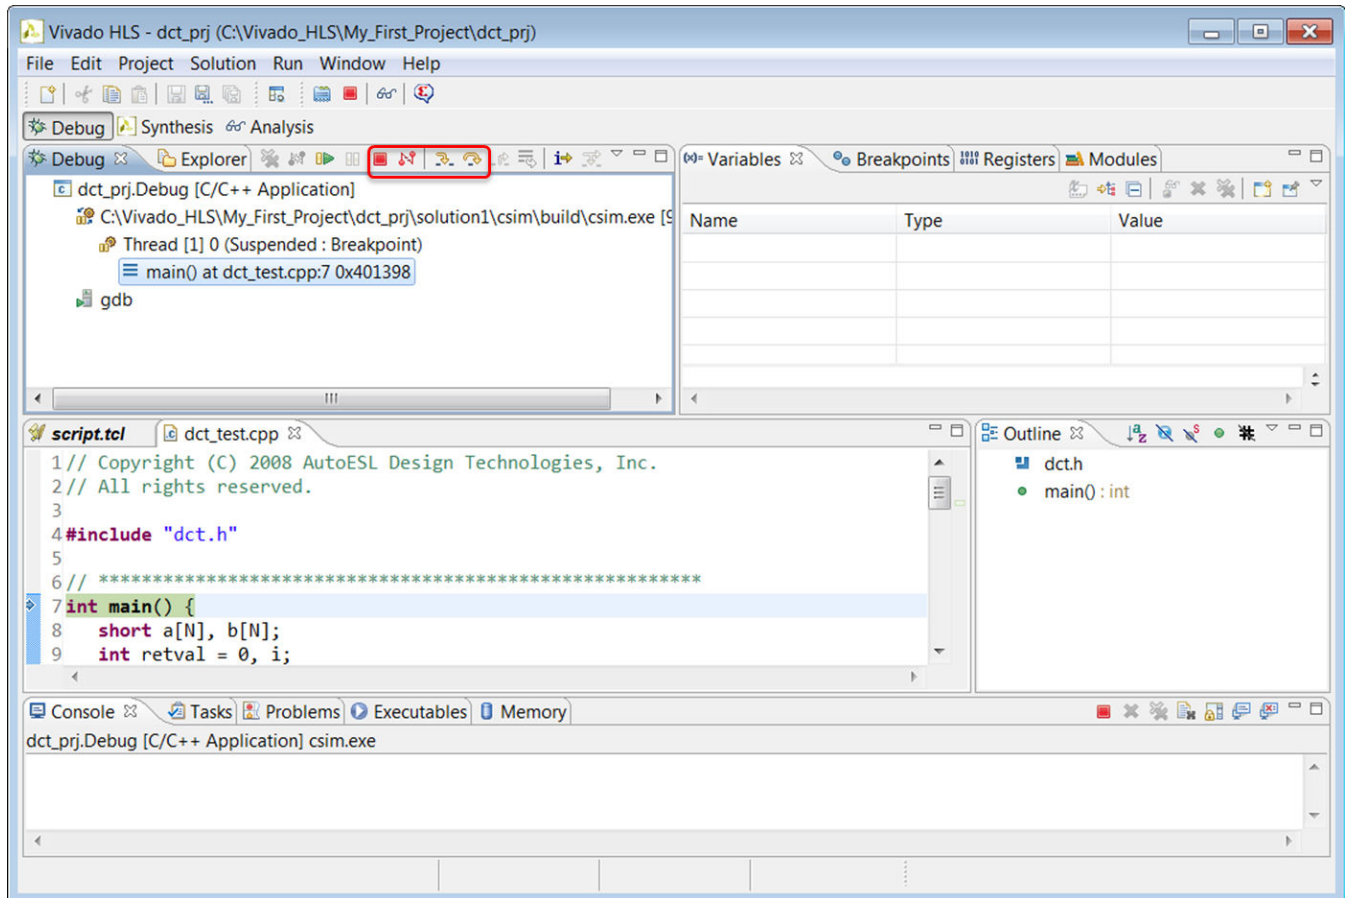 Vivado HLS - dct_prj (C:\Vivado_HLS\My_First_Project\dct_prj)
File Edit Project Solution Run Window Help
Debug Synthesis Analysis
Debug Explorer
dct_prj.Debug [C/C++ Application]
C:\Vivado_HLS\My_First_Project\dct_prj\solution1\csim\build\csim.exe [9
Thread [1] 0 (Suspended : Breakpoint)
main() at dct_test.cpp:7 0x401398
gdb
(x)= Variables Breakpoints Registers Modules
Name Type Value
script.tcl dct_test.cpp
1 // Copyright (C) 2008 AutoESL Design Technologies, Inc.
2 // All rights reserved.
3
4 #include "dct.h"
5
6 // ********************************************************
7 int main() {
8 short a[N], b[N];
9 int retval = 0, i;
Outline
dct.h
main() : int
Console Tasks Problems Executables Memory
dct_prj.Debug [C/C++ Application] csim.exe